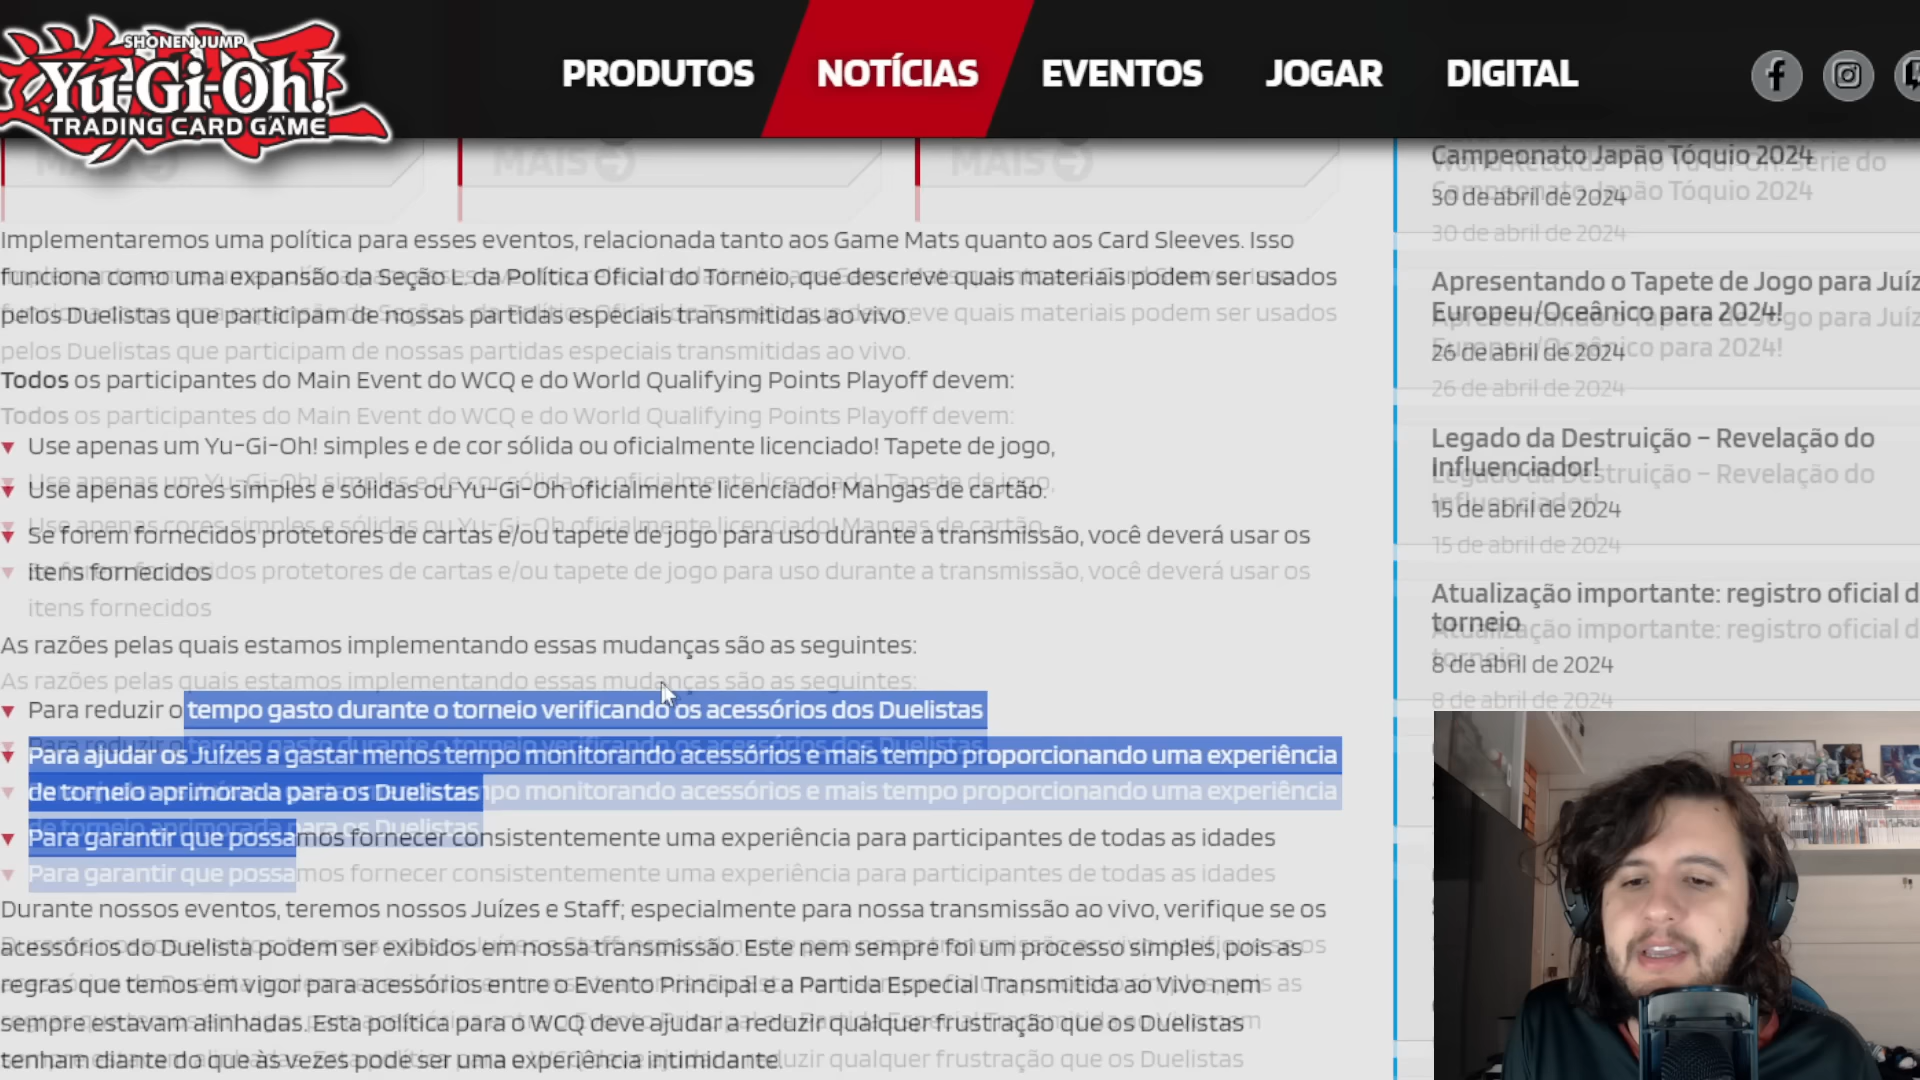 SHONEN JUMP
Yu-Gi-Oh!
TRADING CARD GAME
PRODUTOS
NOTÍCIAS
EVENTOS
JOGAR
DIGITAL
MAIS
MAIS
MAIS
Implementaremos uma política para esses eventos, relacionada tanto aos Game Mats quanto aos Card Sleeves. Isso
funciona como uma expansão da Seção L. da Política Oficial do Torneio, que descreve quais materiais podem ser usados
pelos Duelistas que participam de nossas partidas especiais transmitidas ao vivo.
Todos os participantes do Main Event do WCQ e do World Qualifying Points Playoff devem:
Use apenas um Yu-Gi-Oh! simples e de cor sólida ou oficialmente licenciado! Tapete de jogo,
Use apenas cores simples e sólidas ou Yu-Gi-Oh oficialmente licenciado! Mangas de cartão.
Se forem fornecidos protetores de cartas e/ou tapete de jogo para uso durante a transmissão, você deverá usar os
itens fornecidos
As razões pelas quais estamos implementando essas mudanças são as seguintes:
Para reduzir o tempo gasto durante o torneio verificando os acessórios dos Duelistas
Para ajudar os Juízes a gastar menos tempo monitorando acessórios e mais tempo proporcionando uma experiência
de torneio aprimorada para os Duelistas
Para garantir que possamos fornecer consistentemente uma experiência para participantes de todas as idades
Durante nossos eventos, teremos nossos Juízes e Staff; especialmente para nossa transmissão ao vivo, verifique se os
acessórios do Duelista podem ser exibidos em nossa transmissão. Este nem sempre foi um processo simples, pois as
regras que temos em vigor para acessórios entre o Evento Principal e a Partida Especial Transmitida ao Vivo nem
sempre estavam alinhadas. Esta política para o WCQ deve ajudar a reduzir qualquer frustração que os Duelistas
tenham diante do que às vezes pode ser uma experiência intimidante.
Campeonato Japão Tóquio 2024
30 de abril de 2024
Apresentando o Tapete de Jogo para Juíz
Europeu/Oceânico para 2024!
26 de abril de 2024
Legado da Destruição – Revelação do
Influenciador!
15 de abril de 2024
Atualização importante: registro oficial d
torneio
8 de abril de 2024